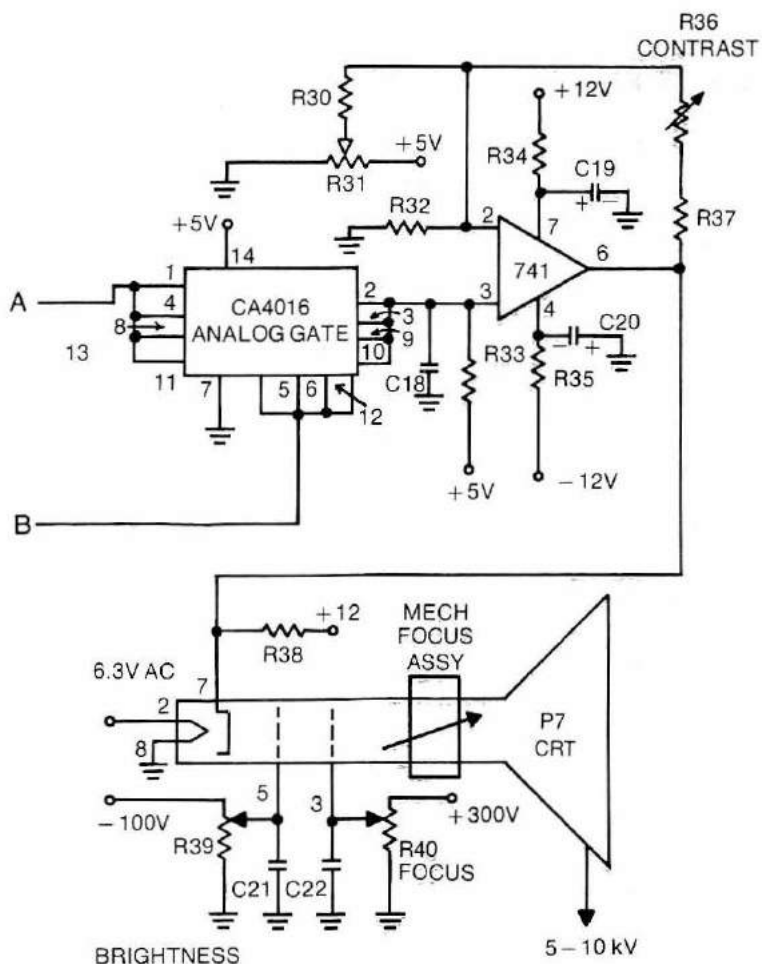 R36
CONTRAST
R30
+12V
+5V
R34
C19
+ –
R31
R32
R37
+5V
14
2
7
6
1
741
A
4
CA4016
2
3
8
ANALOG GATE
3
4
9
C20
– +
13
10
R33
11
5
6
C18
R35
7
12
+5V
–12V
B
+12
MECH
FOCUS
ASSY
R38
6.3V AC
7
2
P7
CRT
8
5
3
–100V
+300V
R39
R40
FOCUS
C21
C22
5–10 kV
BRIGHTNESS